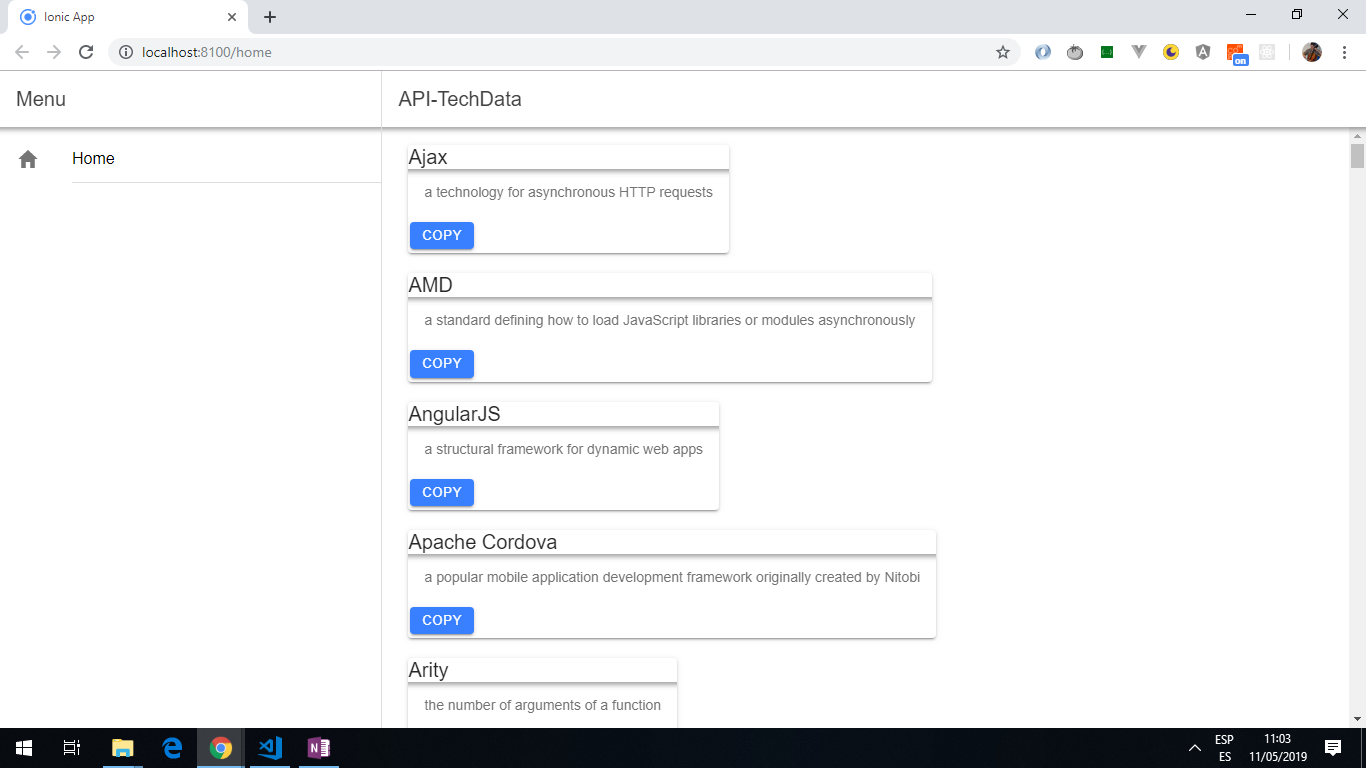 Ionic App
localhost:8100/home
on
Menu
API-TechData
Home
Ajax
a technology for asynchronous HTTP requests
COPY
AMD
a standard defining how to load JavaScript libraries or modules asynchronously
COPY
AngularJS
a structural framework for dynamic web apps
COPY
Apache Cordova
a popular mobile application development framework originally created by Nitobi
COPY
Arity
the number of arguments of a function
ESP
ES
11:03
11/05/2019